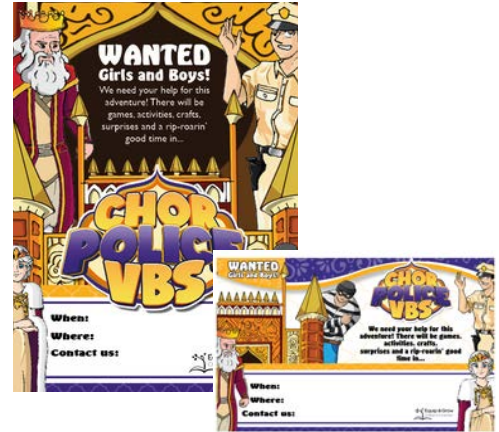 WANTED
Girls and Boys!
We need your help for this
adventure! There will be
games, activities, crafts,
surprises and a rip-roarin'
good time in...
CHOR
POLICE
VBS
When:
Where:
Contact us:
WANTED
Girls and Boys!
CHOR
POLICE
VBS
We need your help for this
adventure! There will be games,
activities, crafts,
surprises and a rip-roarin' good
time in...
When:
Where:
Contact us:
Equip & Grow